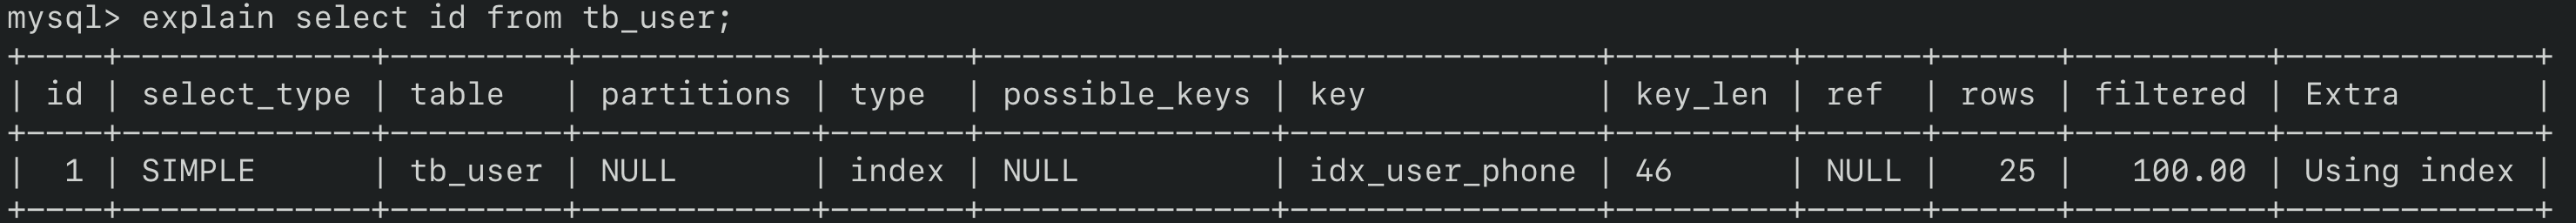 mysql> explain select id from tb_user;
+----+-------------+---------+------------+-------+---------------+----------------+---------+------+------+----------+-------------+
| id | select_type | table   | partitions | type  | possible_keys | key            | key_len | ref  | rows | filtered | Extra       |
+----+-------------+---------+------------+-------+---------------+----------------+---------+------+------+----------+-------------+
|  1 | SIMPLE      | tb_user | NULL       | index | NULL          | idx_user_phone | 46      | NULL |   25 |   100.00 | Using index |
+----+-------------+---------+------------+-------+---------------+----------------+---------+------+------+----------+-------------+